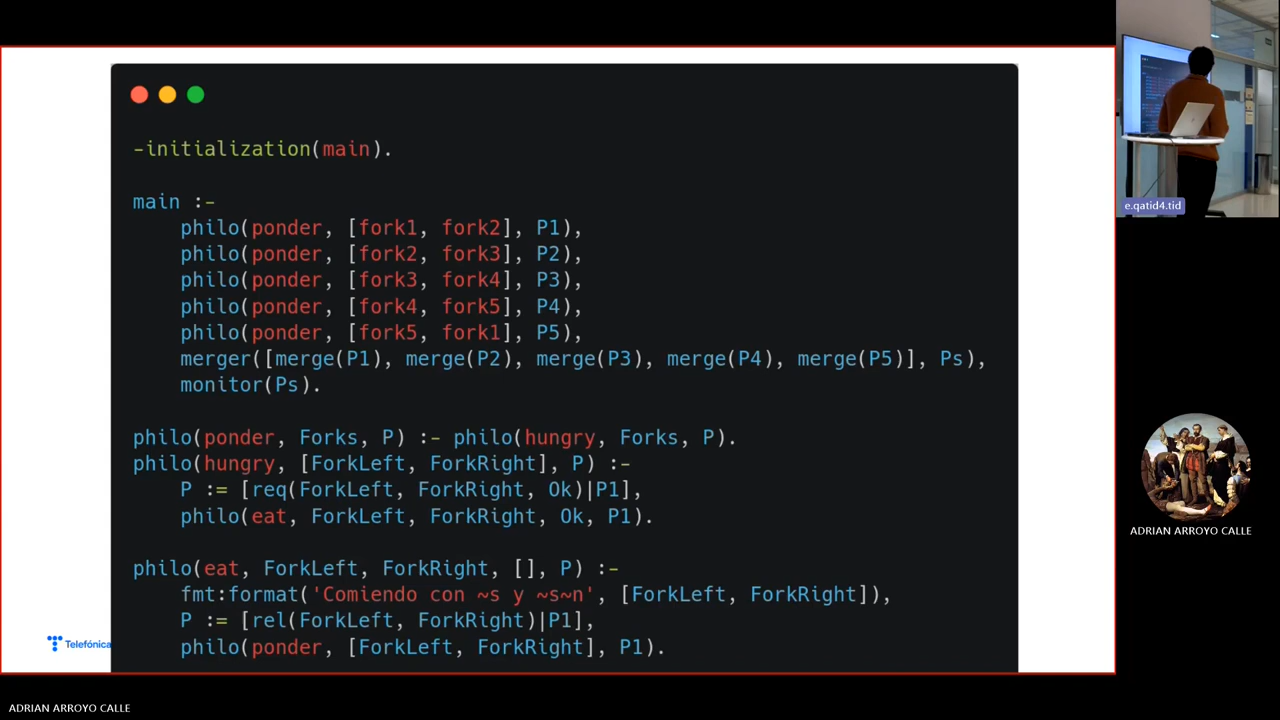 -initialization(main).
main :-
philo(ponder, [fork1, fork2], P1),
philo(ponder, [fork2, fork3], P2),
philo(ponder, [fork3, fork4], P3),
philo(ponder, [fork4, fork5], P4),
philo(ponder, [fork5, fork1], P5),
merger([merge(P1), merge(P2), merge(P3), merge(P4), merge(P5)], Ps),
monitor(Ps).
philo(ponder, Forks, P) :- philo(hungry, Forks, P).
philo(hungry, [ForkLeft, ForkRight], P) :-
P := [req(ForkLeft, ForkRight, Ok)|P1],
philo(eat, ForkLeft, ForkRight, Ok, P1).
philo(eat, ForkLeft, ForkRight, [], P) :-
fmt:format('Comiendo con ~s y ~s~n', [ForkLeft, ForkRight]),
P := [rel(ForkLeft, ForkRight)|P1],
philo(ponder, [ForkLeft, ForkRight], P1).
Telefónica
e.qatid4.tid
ADRIAN ARROYO CALLE
ADRIAN ARROYO CALLE